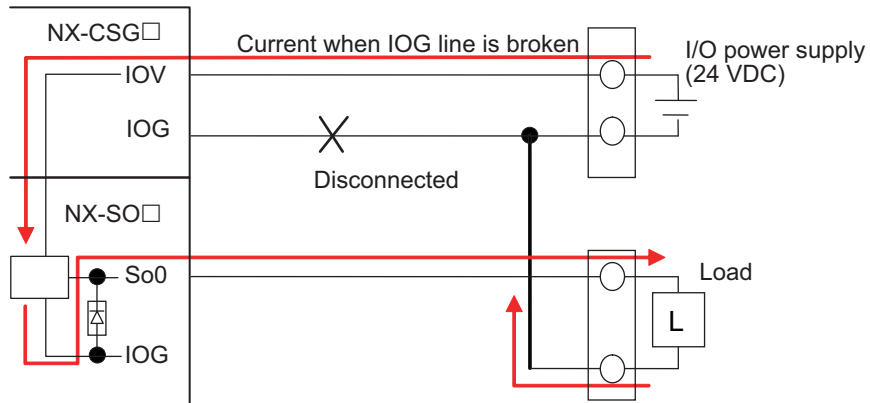 NX-CSG□
Current when IOG line is broken
I/O power supply
(24 VDC)
IOV
IOG
Disconnected
NX-SO□
So0
Load
L
IOG